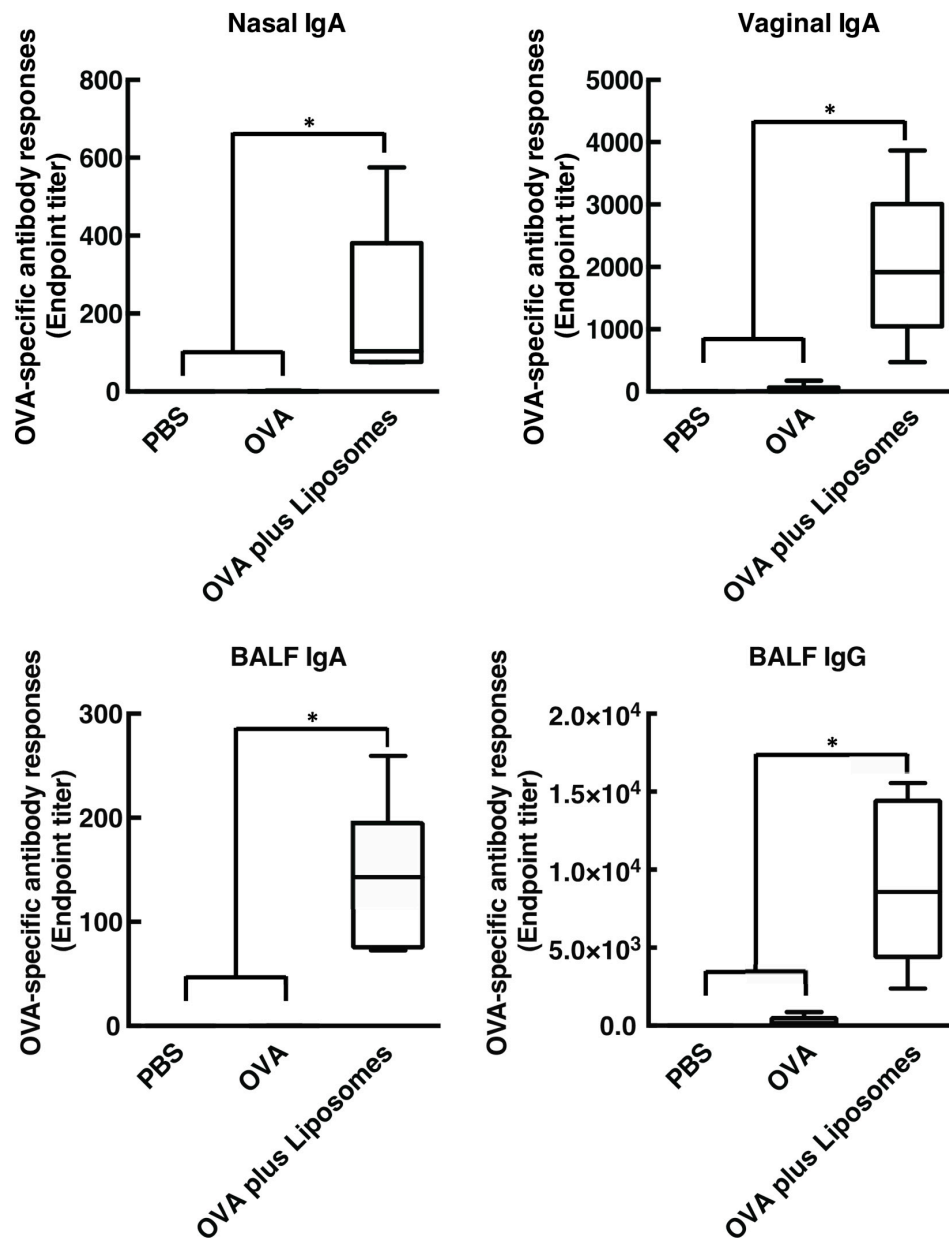 Nasal IgA
OVA-specific antibody responses
(Endpoint titer)
800
600
400
200
0
*
PBS
OVA
OVA plus Liposomes
Vaginal IgA
OVA-specific antibody responses
(Endpoint titer)
5000
4000
3000
2000
1000
0
*
PBS
OVA
OVA plus Liposomes
BALF IgA
OVA-specific antibody responses
(Endpoint titer)
300
200
100
0
*
PBS
OVA
OVA plus Liposomes
BALF IgG
OVA-specific antibody responses
(Endpoint titer)
2.0×10⁴
1.5×10⁴
1.0×10⁴
5.0×10³
0.0
*
PBS
OVA
OVA plus Liposomes